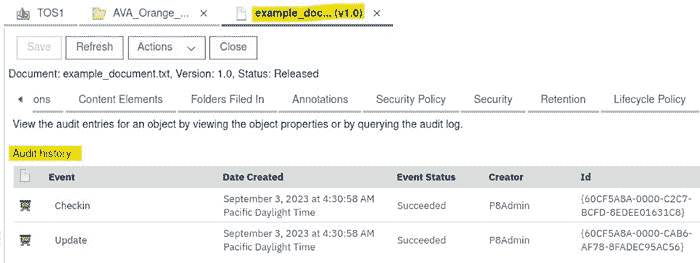 TOS1 AVA_Orange_... × example_doc... (v1.0) ×
Save Refresh Actions Close
Document: example_document.txt, Version: 1.0, Status: Released
ons Content Elements Folders Filed In Annotations Security Policy Security Retention Lifecycle Policy
View the audit entries for an object by viewing the object properties or by querying the audit log.
Audit history
Event Date Created Event Status Creator Id
Checkin September 3, 2023 at 4:30:58 AM Succeeded P8Admin {60CF5A8A-0000-C2C7-
Pacific Daylight Time BCFD-8EDEE01631C8}
Update September 3, 2023 at 4:30:58 AM Succeeded P8Admin {60CF5A8A-0000-CAB6-
Pacific Daylight Time AF78-8FADEC95AC56}